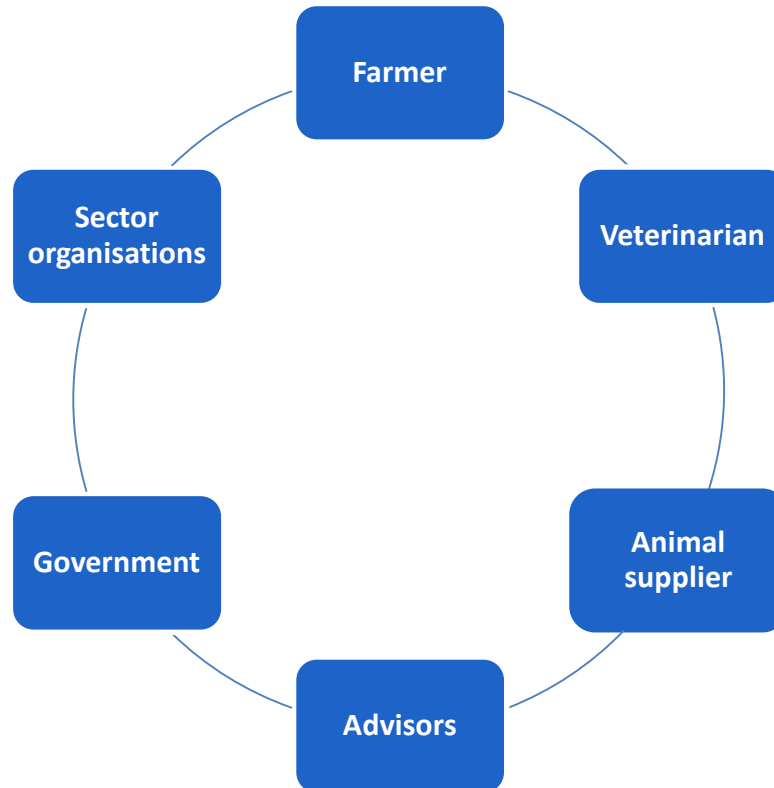 Farmer
Veterinarian
Animal
supplier
Advisors
Government
Sector
organisations